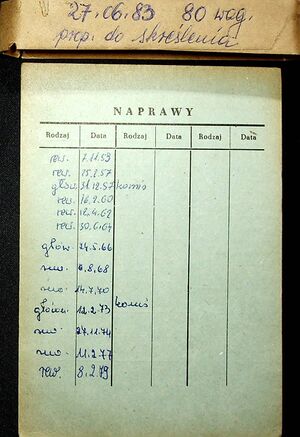 27.06.83 80 wag.
prop. do skreślenia
NAPRAWY
Rodzaj Data Rodzaj Data Rodzaj Data
rew. 7.11.53
rew. 15.2.57
głów. 31.12.57 komis
rew. 16.9.60
rew. 12.4.62
rew. 30.6.64
głów. 24.5.66
rew. 6.8.68
rew. 14.7.70
główn. 12.2.73 komis
rew. 27.11.74
rew. 11.2.77
rew. 8.2.79